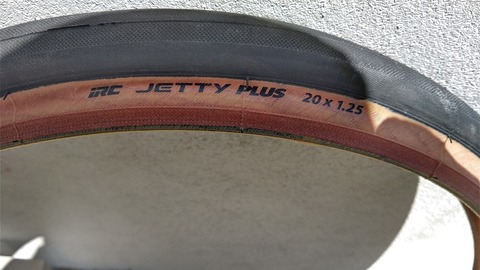 IRC JETTY PLUS 20 x 1.25